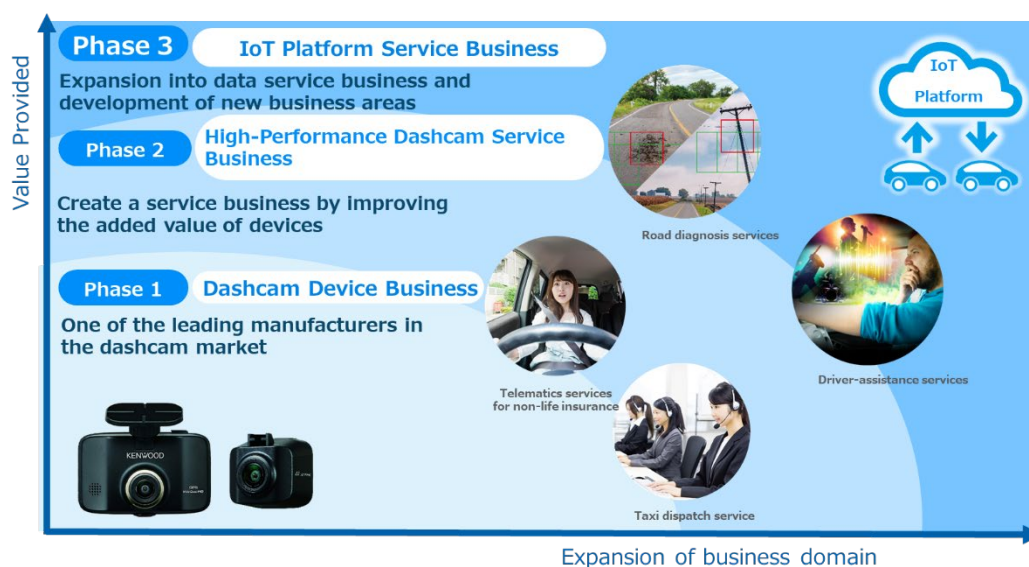 Value Provided
Phase 3
IoT Platform Service Business
Expansion into data service business and
development of new business areas
Phase 2
High-Performance Dashcam Service
Business
Create a service business by improving
the added value of devices
Phase 1
Dashcam Device Business
One of the leading manufacturers in
the dashcam market
KENWOOD
IoT
Platform
Road diagnosis services
Telematics services
for non-life insurance
Driver-assistance services
Taxi dispatch service
Expansion of business domain